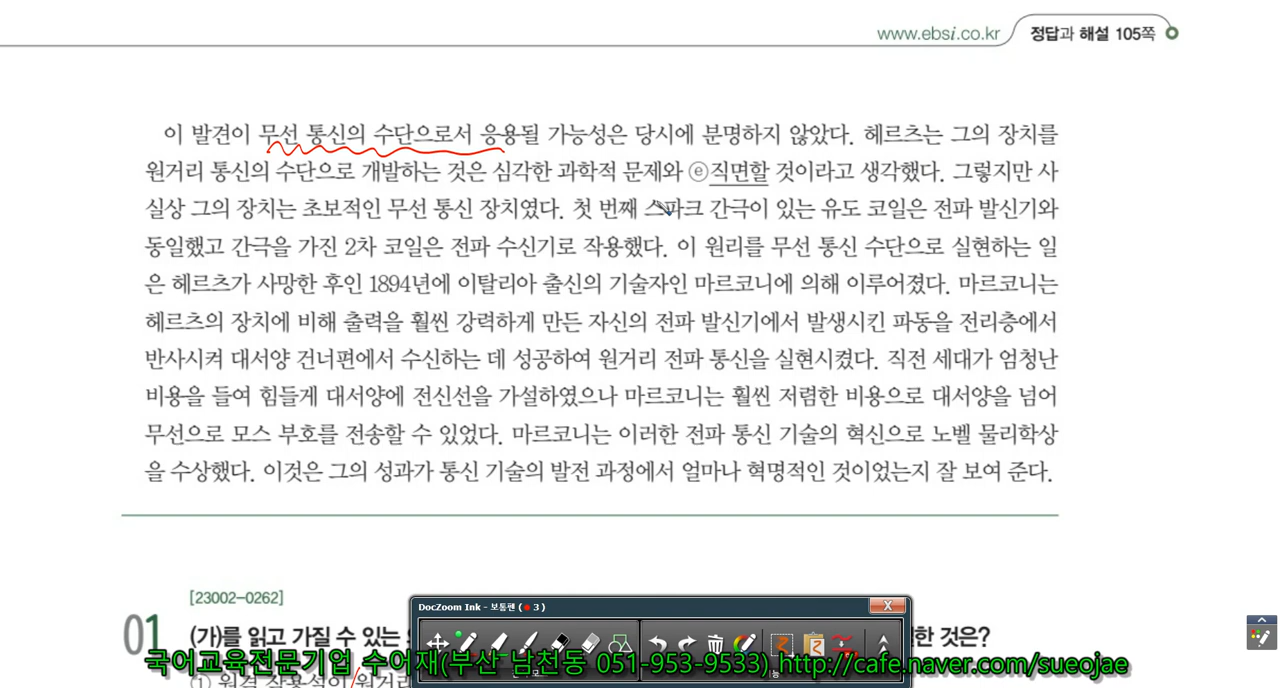 www.ebsi.co.kr 정답과 해설 105쪽
이 발견이 무선 통신의 수단으로서 응용될 가능성은 당시에 분명하지 않았다. 헤르츠는 그의 장치를
원거리 통신의 수단으로 개발하는 것은 심각한 과학적 문제와 ⓔ직면할 것이라고 생각했다. 그렇지만 사
실상 그의 장치는 초보적인 무선 통신 장치였다. 첫 번째 스파크 간극이 있는 유도 코일은 전파 발신기와
동일했고 간극을 가진 2차 코일은 전파 수신기로 작용했다. 이 원리를 무선 통신 수단으로 실현하는 일
은 헤르츠가 사망한 후인 1894년에 이탈리아 출신의 기술자인 마르코니에 의해 이루어졌다. 마르코니는
헤르츠의 장치에 비해 출력을 훨씬 강력하게 만든 자신의 전파 발신기에서 발생시킨 파동을 전리층에서
반사시켜 대서양 건너편에서 수신하는 데 성공하여 원거리 전파 통신을 실현시켰다. 직전 세대가 엄청난
비용을 들여 힘들게 대서양에 전신선을 가설하였으나 마르코니는 훨씬 저렴한 비용으로 대서양을 넘어
무선으로 모스 부호를 전송할 수 있었다. 마르코니는 이러한 전파 통신 기술의 혁신으로 노벨 물리학상
을 수상했다. 이것은 그의 성과가 통신 기술의 발전 과정에서 얼마나 혁명적인 것이었는지 잘 보여 준다.
[23002-0262]
DocZoom Ink - 보통펜 ( 3 ) X
01 (가)를 읽고 가질 수 있는 것은?
국어교육전문기업 수어재(부산 남천동 051-953-9533) http://cafe.naver.com/sueojae
① 원격 작용설의 원거리